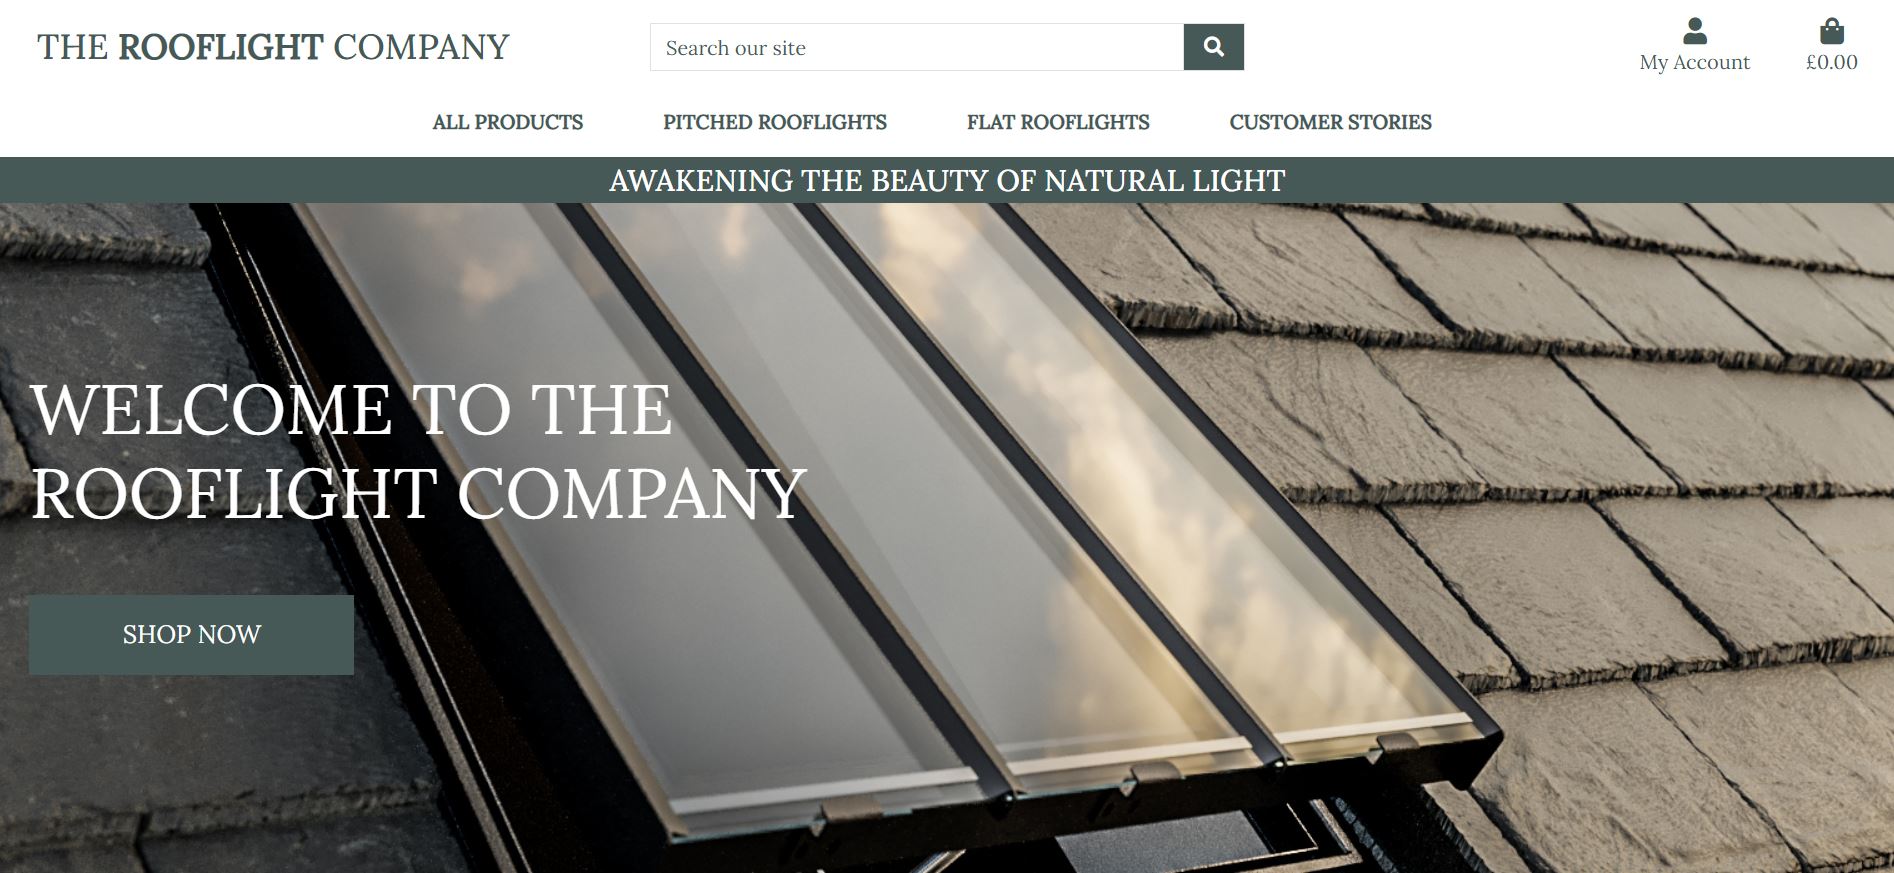 THE ROOFLIGHT COMPANY
Search our site
My Account
£0.00
ALL PRODUCTS
PITCHED ROOFLIGHTS
FLAT ROOFLIGHTS
CUSTOMER STORIES
AWAKENING THE BEAUTY OF NATURAL LIGHT
WELCOME TO THE
ROOFLIGHT COMPANY
SHOP NOW